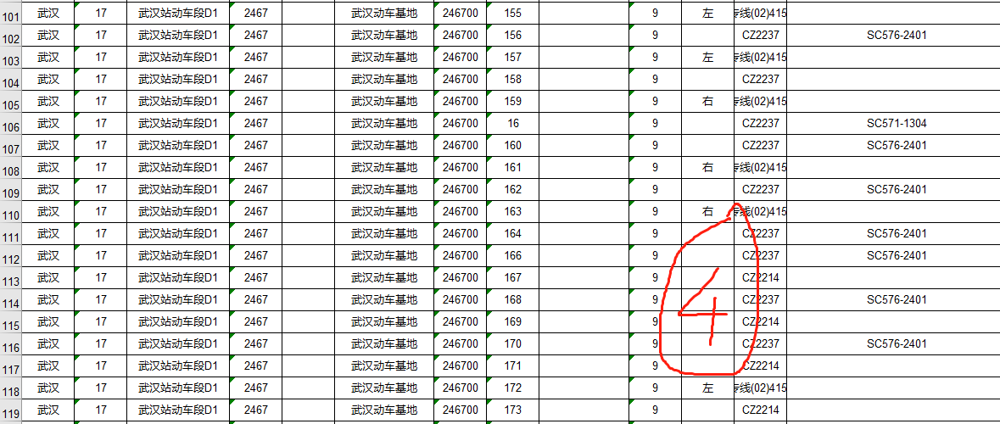 101 武汉 17 武汉站动车段D1 2467 武汉动车基地 246700 155 9 左 专线(02)415
102 武汉 17 武汉站动车段D1 2467 武汉动车基地 246700 156 9 CZ2237 SC576-2401
103 武汉 17 武汉站动车段D1 2467 武汉动车基地 246700 157 9 左 专线(02)415
104 武汉 17 武汉站动车段D1 2467 武汉动车基地 246700 158 9 CZ2237
105 武汉 17 武汉站动车段D1 2467 武汉动车基地 246700 159 9 右 专线(02)415
106 武汉 17 武汉站动车段D1 2467 武汉动车基地 246700 16 9 CZ2237 SC571-1304
107 武汉 17 武汉站动车段D1 2467 武汉动车基地 246700 160 9 CZ2237 SC576-2401
108 武汉 17 武汉站动车段D1 2467 武汉动车基地 246700 161 9 右 专线(02)415
109 武汉 17 武汉站动车段D1 2467 武汉动车基地 246700 162 9 CZ2237 SC576-2401
110 武汉 17 武汉站动车段D1 2467 武汉动车基地 246700 163 9 右 专线(02)415
111 武汉 17 武汉站动车段D1 2467 武汉动车基地 246700 164 9 CZ2237 SC576-2401
112 武汉 17 武汉站动车段D1 2467 武汉动车基地 246700 166 9 CZ2237 SC576-2401
113 武汉 17 武汉站动车段D1 2467 武汉动车基地 246700 167 9 CZ2214
114 武汉 17 武汉站动车段D1 2467 武汉动车基地 246700 168 9 4 CZ2237 SC576-2401
115 武汉 17 武汉站动车段D1 2467 武汉动车基地 246700 169 9 CZ2214
116 武汉 17 武汉站动车段D1 2467 武汉动车基地 246700 170 9 CZ2237 SC576-2401
117 武汉 17 武汉站动车段D1 2467 武汉动车基地 246700 171 9 CZ2214
118 武汉 17 武汉站动车段D1 2467 武汉动车基地 246700 172 9 左 专线(02)415
119 武汉 17 武汉站动车段D1 2467 武汉动车基地 246700 173 9 CZ2214